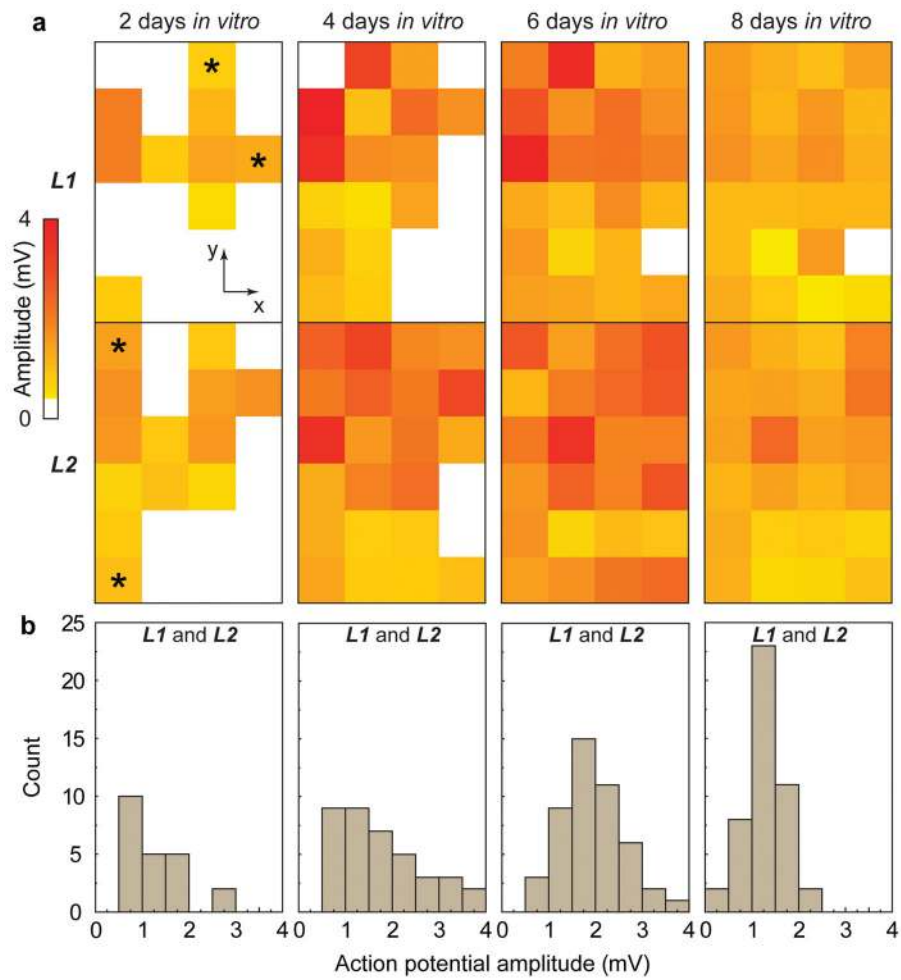 a
2 days in vitro
4 days in vitro
6 days in vitro
8 days in vitro
*
*
L1
y
x
4
Amplitude (mV)
0
*
L2
*
b
L1 and L2
L1 and L2
L1 and L2
L1 and L2
25
20
15
10
5
0
Count
0 1 2 3 4
0 1 2 3 4
0 1 2 3 4
0 1 2 3 4
Action potential amplitude (mV)